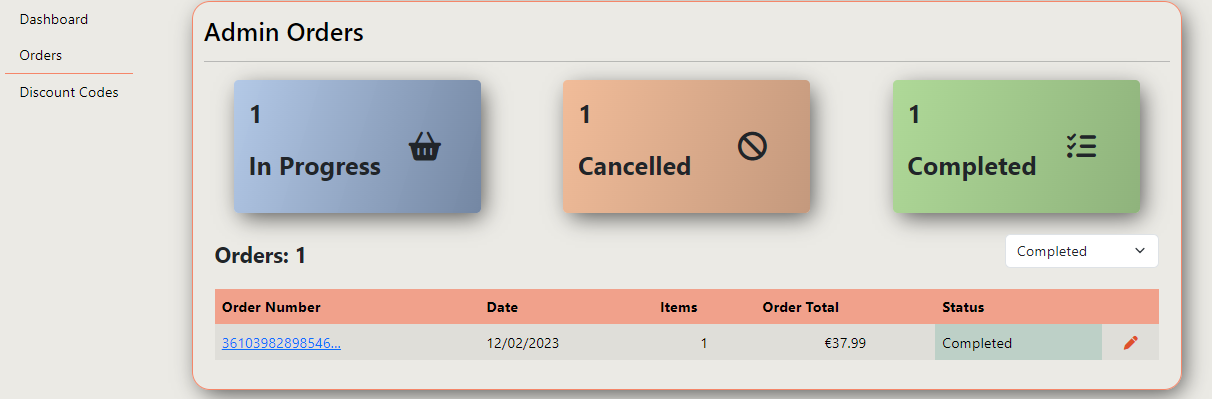 Dashboard
Orders
Discount Codes
Admin Orders
1
In Progress
1
Cancelled
1
Completed
Orders: 1
Completed
Order Number Date Items Order Total Status
36103982898546... 12/02/2023 1 €37.99 Completed